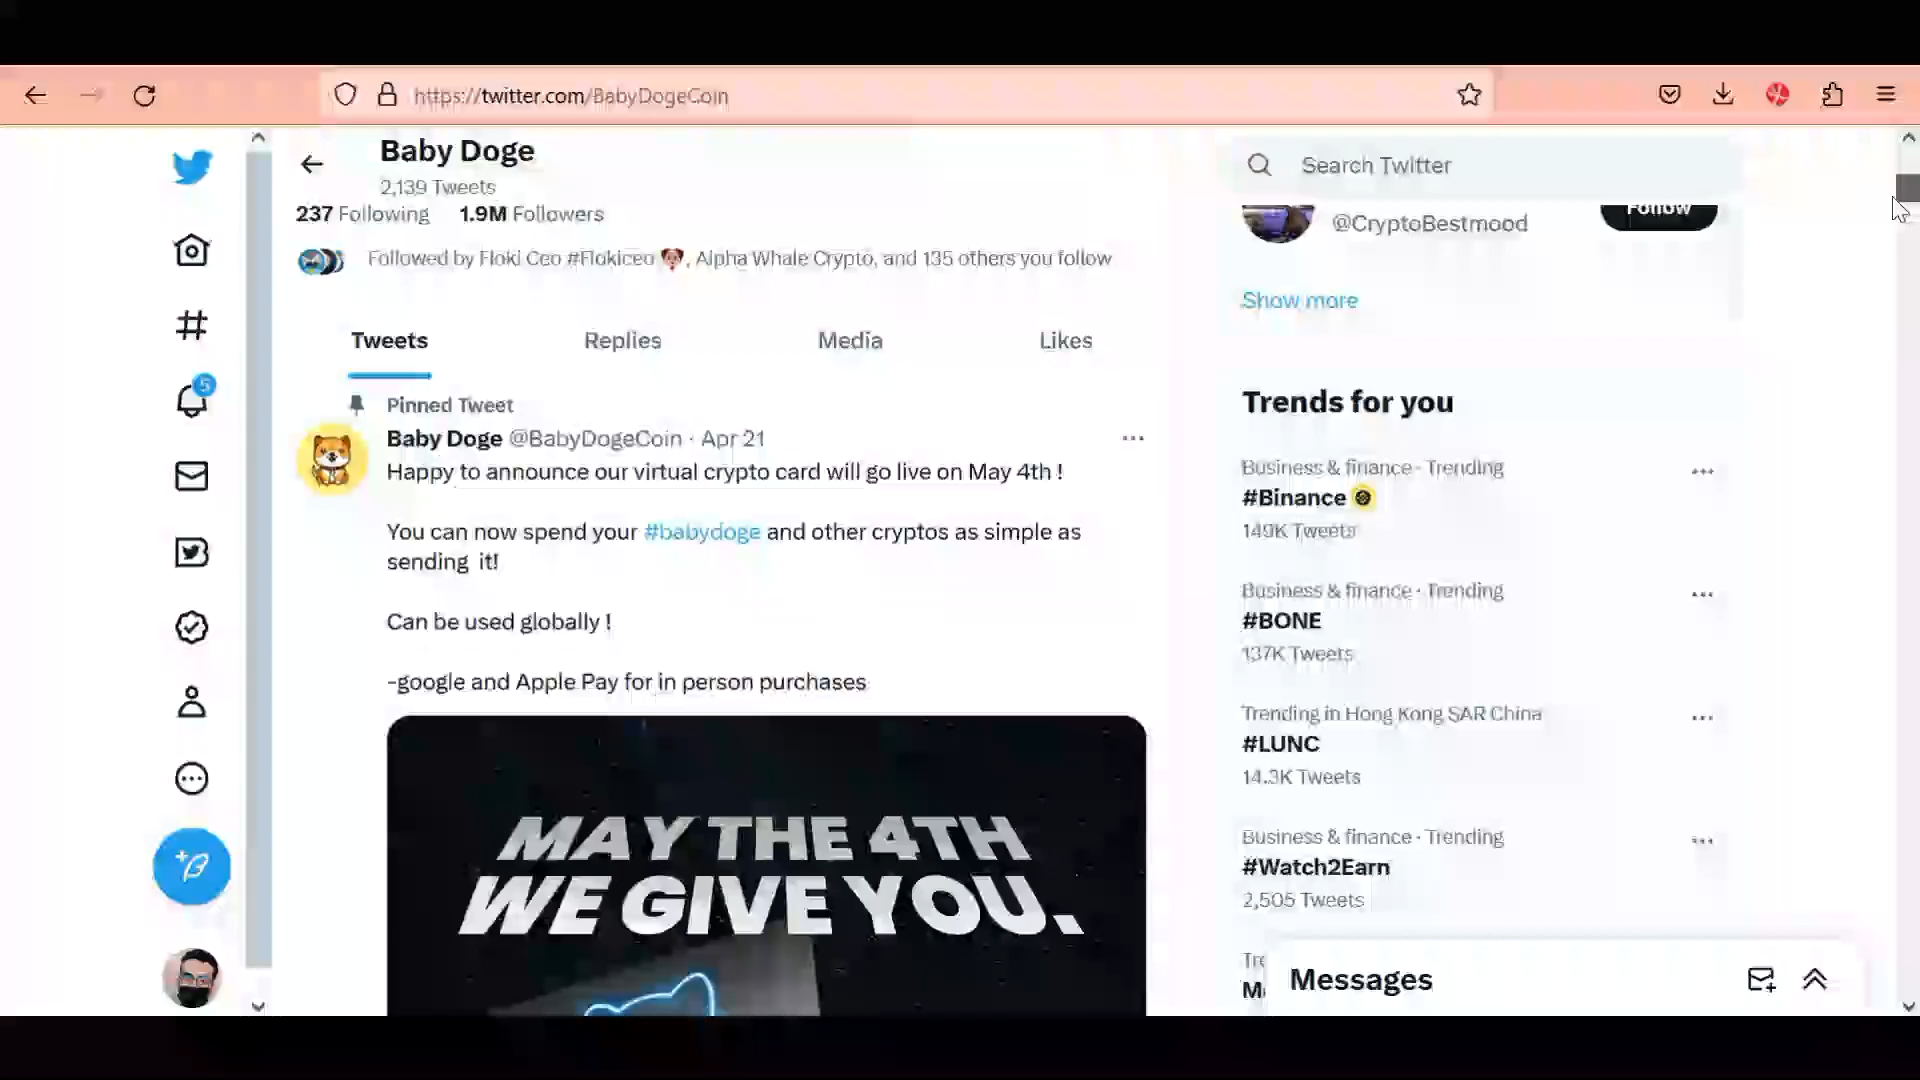 https://twitter.com/BabyDogeCoin
Baby Doge
2,139 Tweets
237 Following 1.9M Followers
Followed by Floki Ceo #Flokiceo, Alpha Whale Crypto, and 135 others you follow
Tweets Replies Media Likes
Pinned Tweet
Baby Doge @BabyDogeCoin · Apr 21
Happy to announce our virtual crypto card will go live on May 4th !
You can now spend your #babydoge and other cryptos as simple as
sending it!
Can be used globally !
-google and Apple Pay for in person purchases
MAY THE 4TH
WE GIVE YOU.
5
Search Twitter
@CryptoBestmood
Follow
Show more
Trends for you
Business & finance · Trending
#Binance
149K Tweets
Business & finance · Trending
#BONE
137K Tweets
Trending in Hong Kong SAR China
#LUNC
14.3K Tweets
Business & finance · Trending
#Watch2Earn
2,505 Tweets
Messages